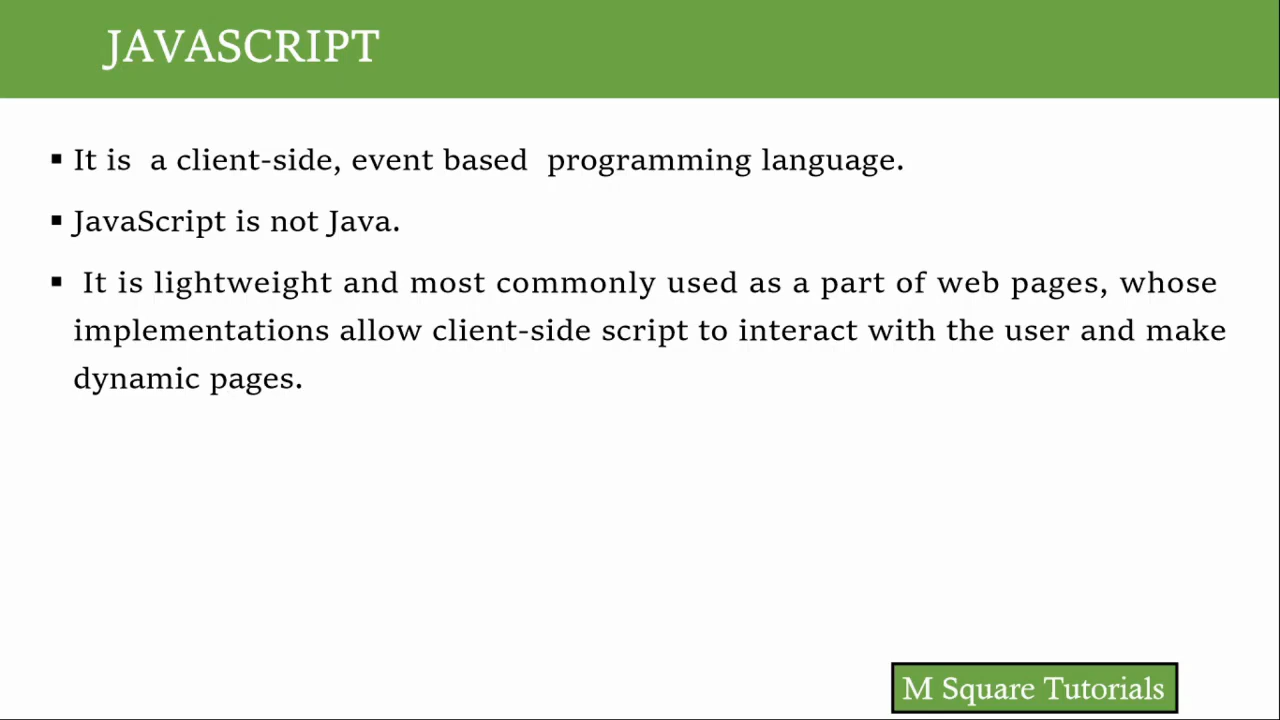 JAVASCRIPT
▪ It is a client-side, event based programming language.
▪ JavaScript is not Java.
▪ It is lightweight and most commonly used as a part of web pages, whose
implementations allow client-side script to interact with the user and make
dynamic pages.
M Square Tutorials